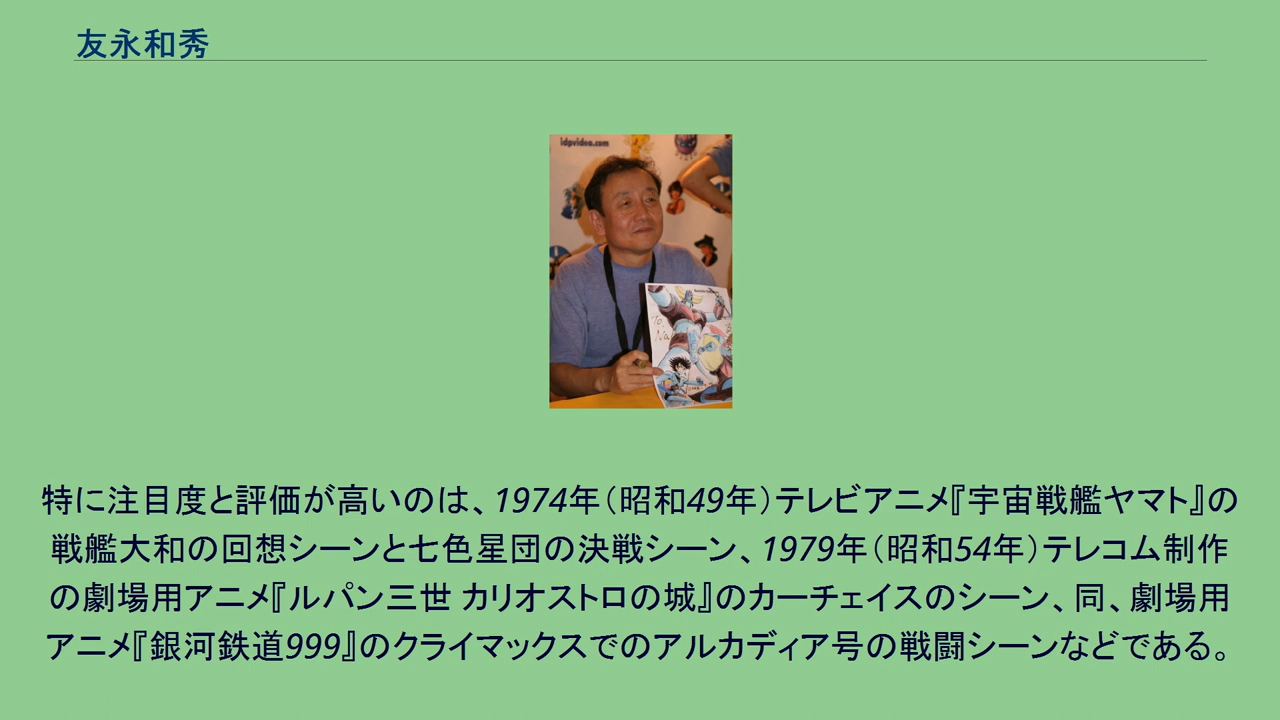 友永和秀
idpvideo.com
To,
Na
特に注目度と評価が高いのは、1974年（昭和49年）テレビアニメ『宇宙戦艦ヤマト』の
戦艦大和の回想シーンと七色星団の決戦シーン、1979年（昭和54年）テレコム制作
の劇場用アニメ『ルパン三世 カリオストロの城』のカーチェイスのシーン、同、劇場用
アニメ『銀河鉄道999』のクライマックスでのアルカディア号の戦闘シーンなどである。